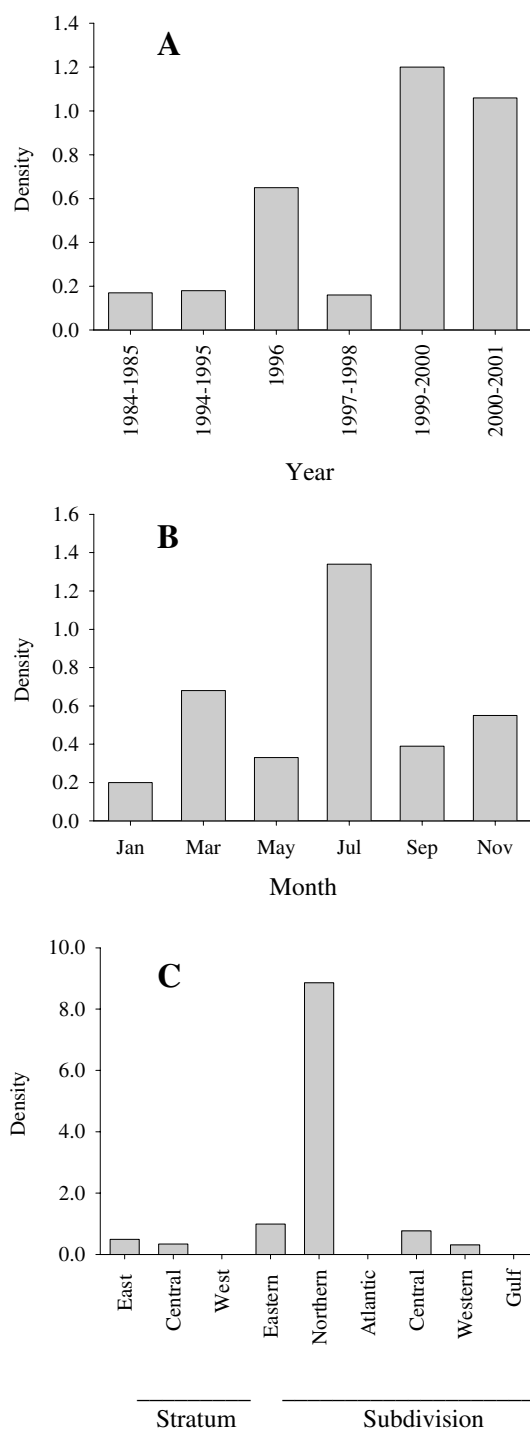 A
1.4
1.2
1.0
0.8
0.6
0.4
0.2
0.0
Density
1984-1985
1994-1995
1996
1997-1998
1999-2000
2000-2001
Year
B
1.6
1.4
1.2
1.0
0.8
0.6
0.4
0.2
0.0
Density
Jan Mar May Jul Sep Nov
Month
C
10.0
8.0
6.0
4.0
2.0
0.0
Density
East
Central
West
Eastern
Northern
Atlantic
Central
Western
Gulf
Stratum Subdivision